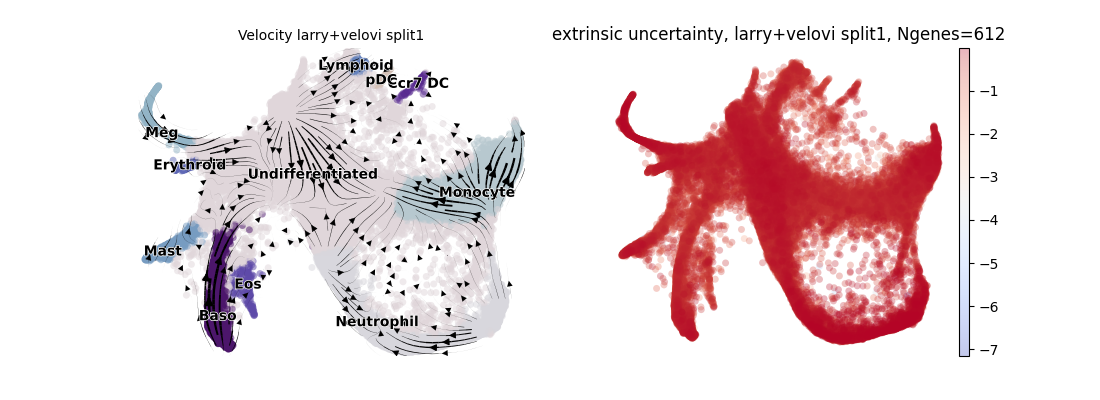 Velocity larry+velovi split1
extrinsic uncertainty, larry+velovi split1, Ngenes=612
Lymphoid
pDC
Ccr7 DC
Meg
Erythroid
Undifferentiated
Monocyte
Mast
Eos
Baso
Neutrophil
−1
−2
−3
−4
−5
−6
−7